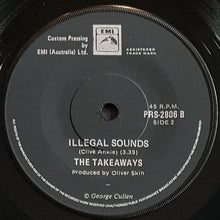 EMI
Custom Pressing
by
EMI (Australia) Ltd.
REGISTERED
TRADE MARK
45 R.P.M.
PRS-2806 B
SIDE 2
ILLEGAL SOUNDS
(Clive Ankie) (3.35)
THE TAKEAWAYS
Produced by Oliver Skin
© George Cullen